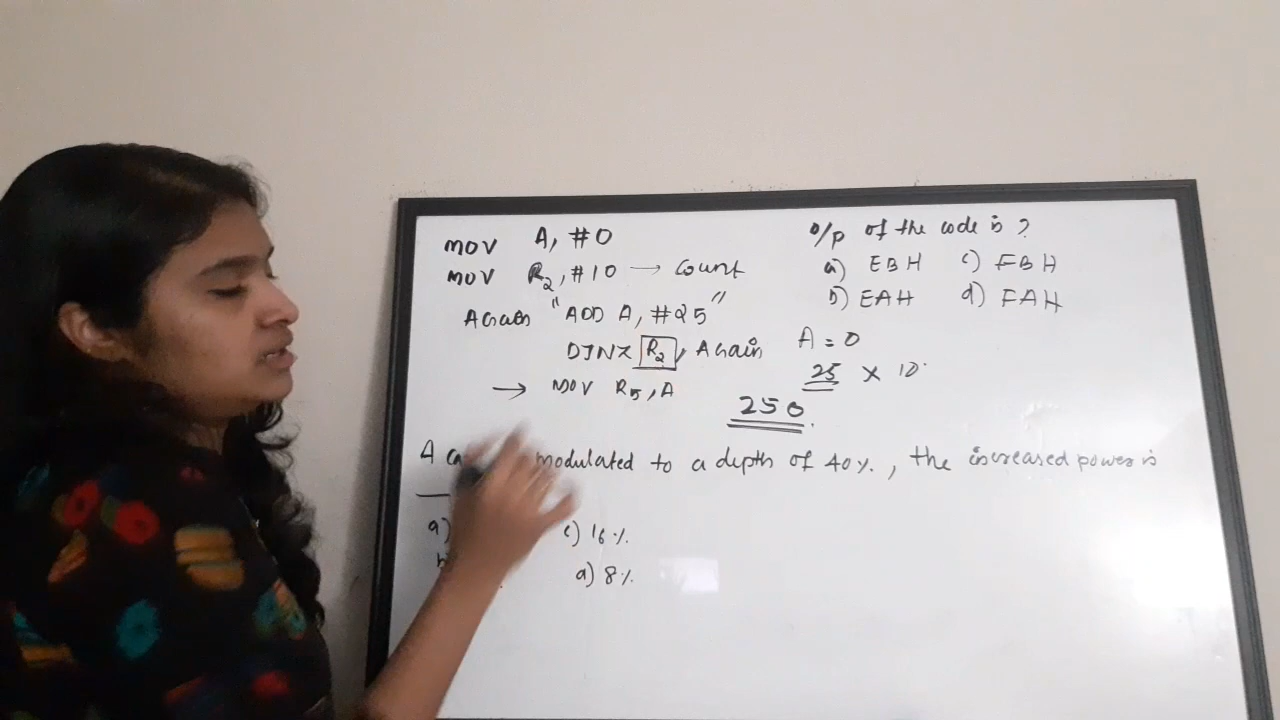 MOV A, #0
MOV R2, #10 → Count
Again "ADD A, #25"
DJNZ R2, Again
→ MOV R5, A
O/p of the code is ?
a) EBH c) FBH
b) EAH d) FAH
A = 0
25 X 10
250
A modulated to a depth of 40%, the increased power is
a) c) 16%
d) 8%